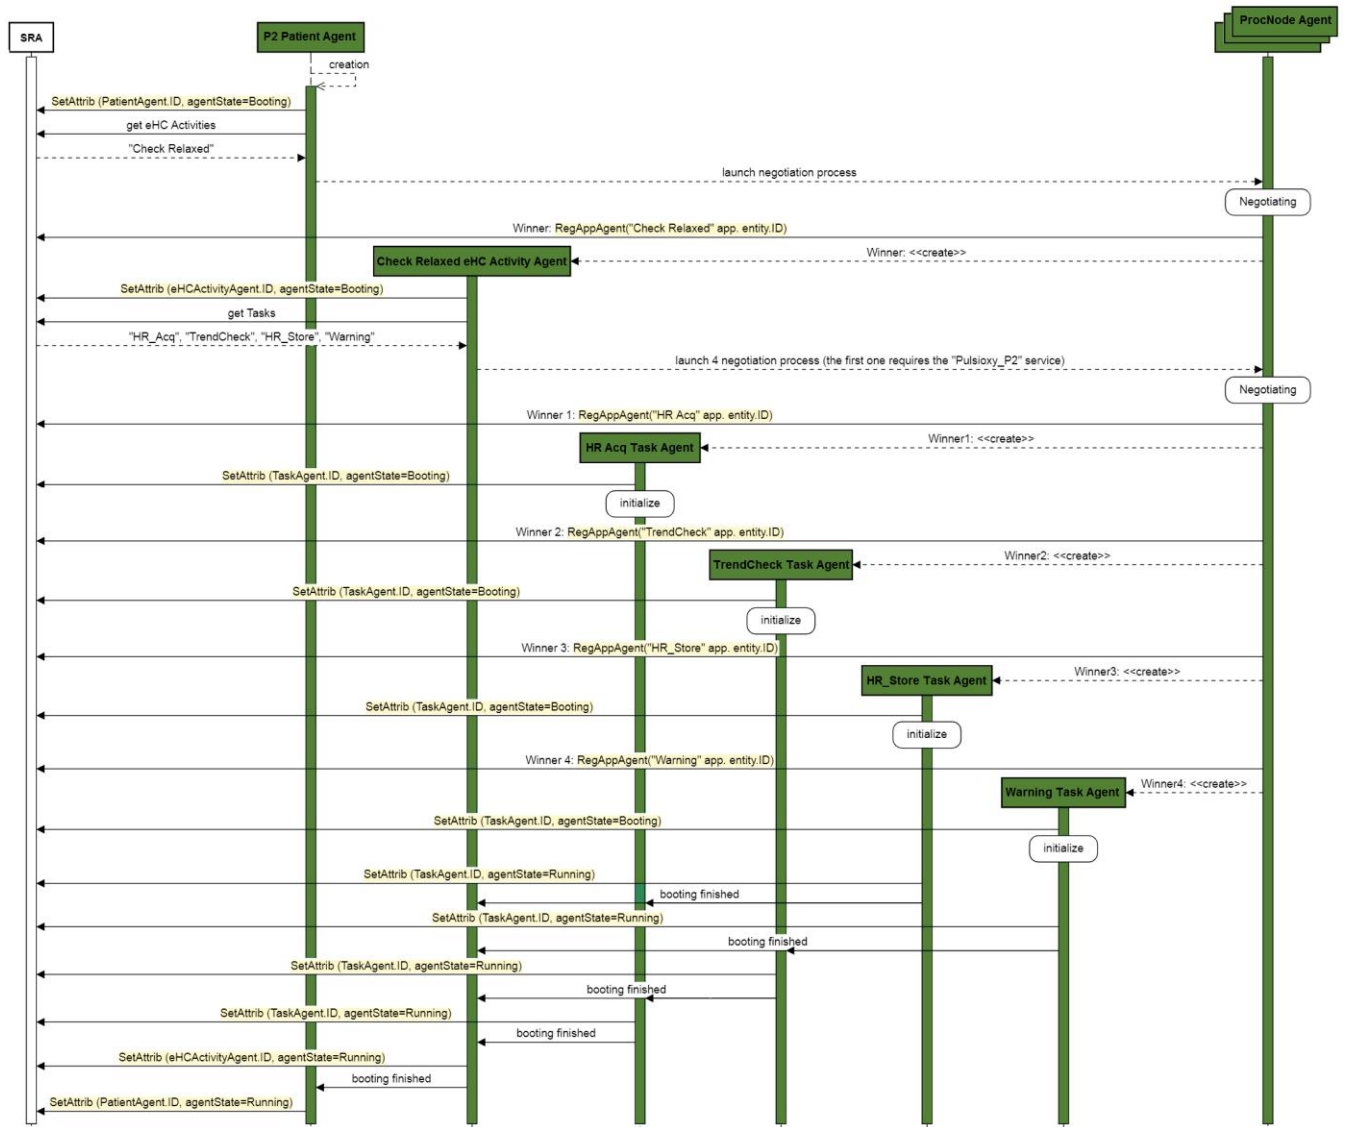 SRA
P2 Patient Agent
ProcNode Agent
creation
SetAttrib (PatientAgent.ID, agentState=Booting)
get eHC Activities
"Check Relaxed"
launch negotiation process
Negotiating
Winner: RegAppAgent("Check Relaxed" app. entity.ID)
Check Relaxed eHC Activity Agent
Winner: <<create>>
SetAttrib (eHCActivityAgent.ID, agentState=Booting)
get Tasks
"HR_Acq", "TrendCheck", "HR_Store", "Warning"
launch 4 negotiation process (the first one requires the "Pulsioxy_P2" service)
Negotiating
Winner 1: RegAppAgent("HR Acq" app. entity.ID)
HR Acq Task Agent
Winner1: <<create>>
SetAttrib (TaskAgent.ID, agentState=Booting)
initialize
Winner 2: RegAppAgent("TrendCheck" app. entity.ID)
TrendCheck Task Agent
Winner2: <<create>>
SetAttrib (TaskAgent.ID, agentState=Booting)
initialize
Winner 3: RegAppAgent("HR_Store" app. entity.ID)
HR_Store Task Agent
Winner3: <<create>>
SetAttrib (TaskAgent.ID, agentState=Booting)
initialize
Winner 4: RegAppAgent("Warning" app. entity.ID)
Warning Task Agent
Winner4: <<create>>
SetAttrib (TaskAgent.ID, agentState=Booting)
initialize
SetAttrib (TaskAgent.ID, agentState=Running)
booting finished
SetAttrib (TaskAgent.ID, agentState=Running)
booting finished
SetAttrib (TaskAgent.ID, agentState=Running)
booting finished
SetAttrib (TaskAgent.ID, agentState=Running)
booting finished
SetAttrib (eHCActivityAgent.ID, agentState=Running)
booting finished
SetAttrib (PatientAgent.ID, agentState=Running)